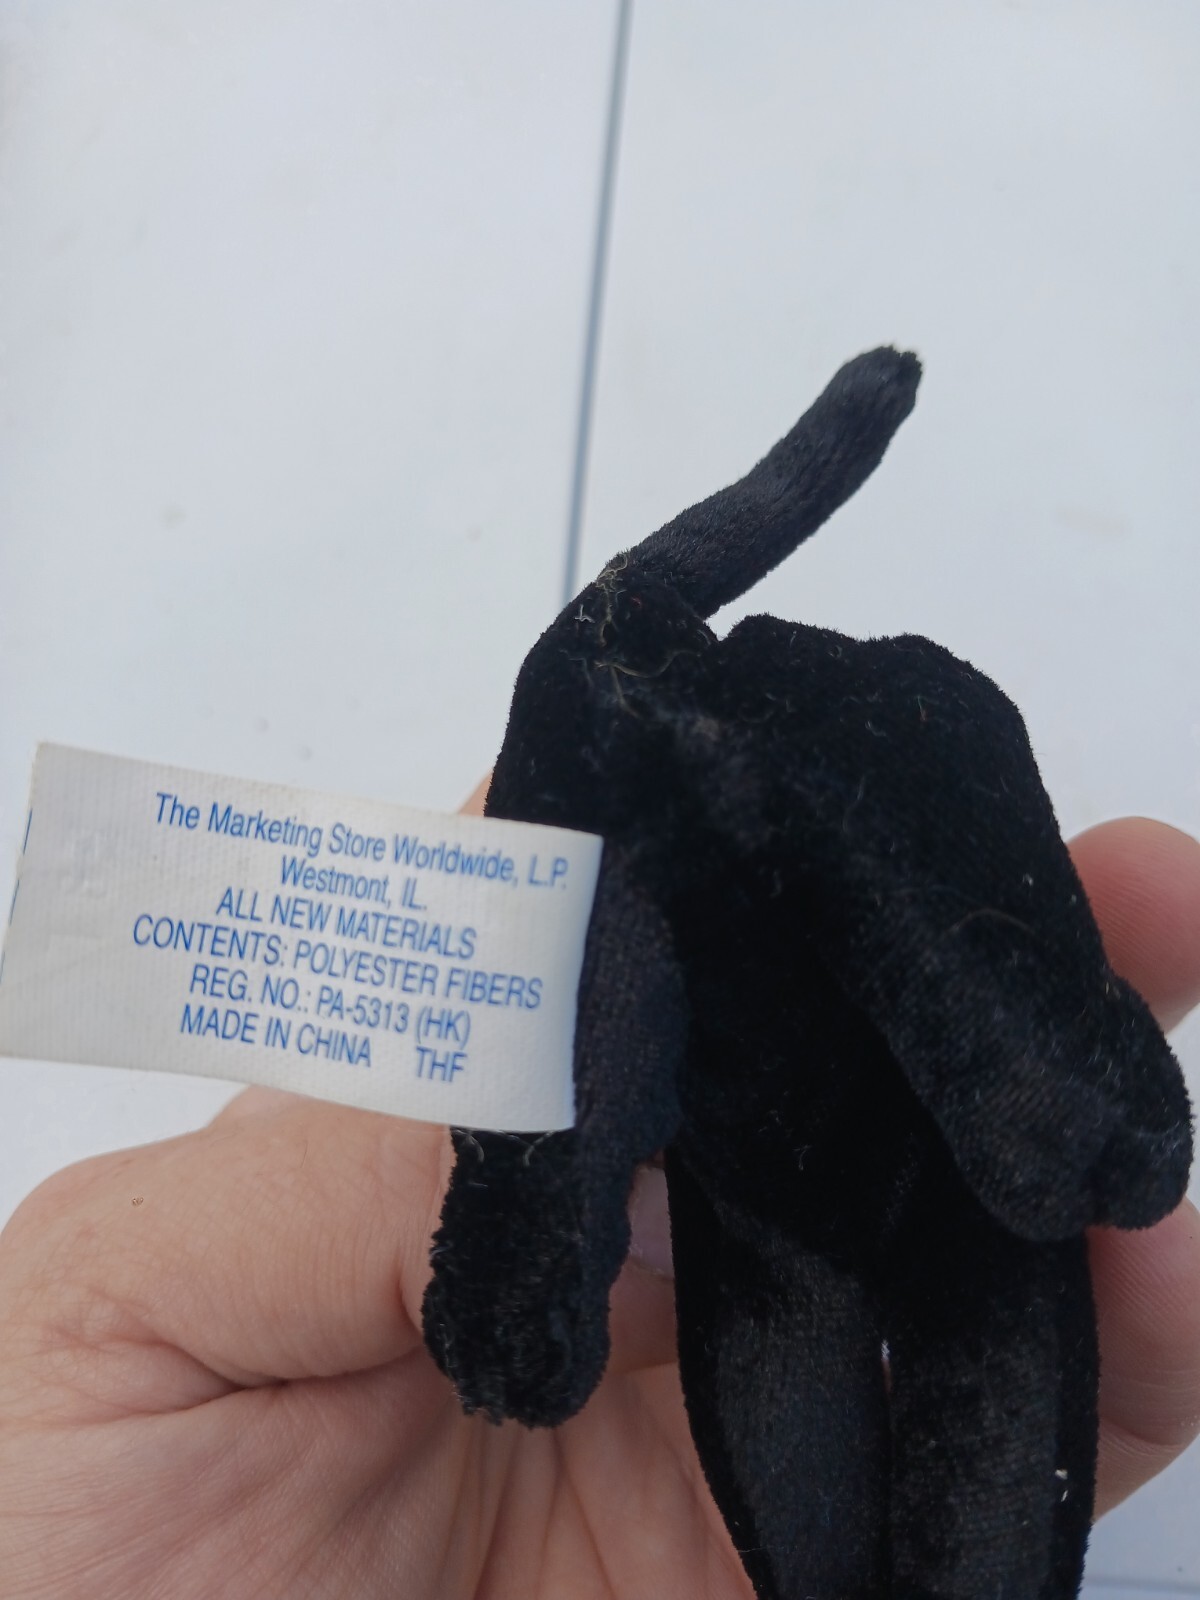 The Marketing Store Worldwide, L.P.
Westmont, IL.
ALL NEW MATERIALS
CONTENTS: POLYESTER FIBERS
REG. NO.: PA-5313 (HK)
MADE IN CHINA THF